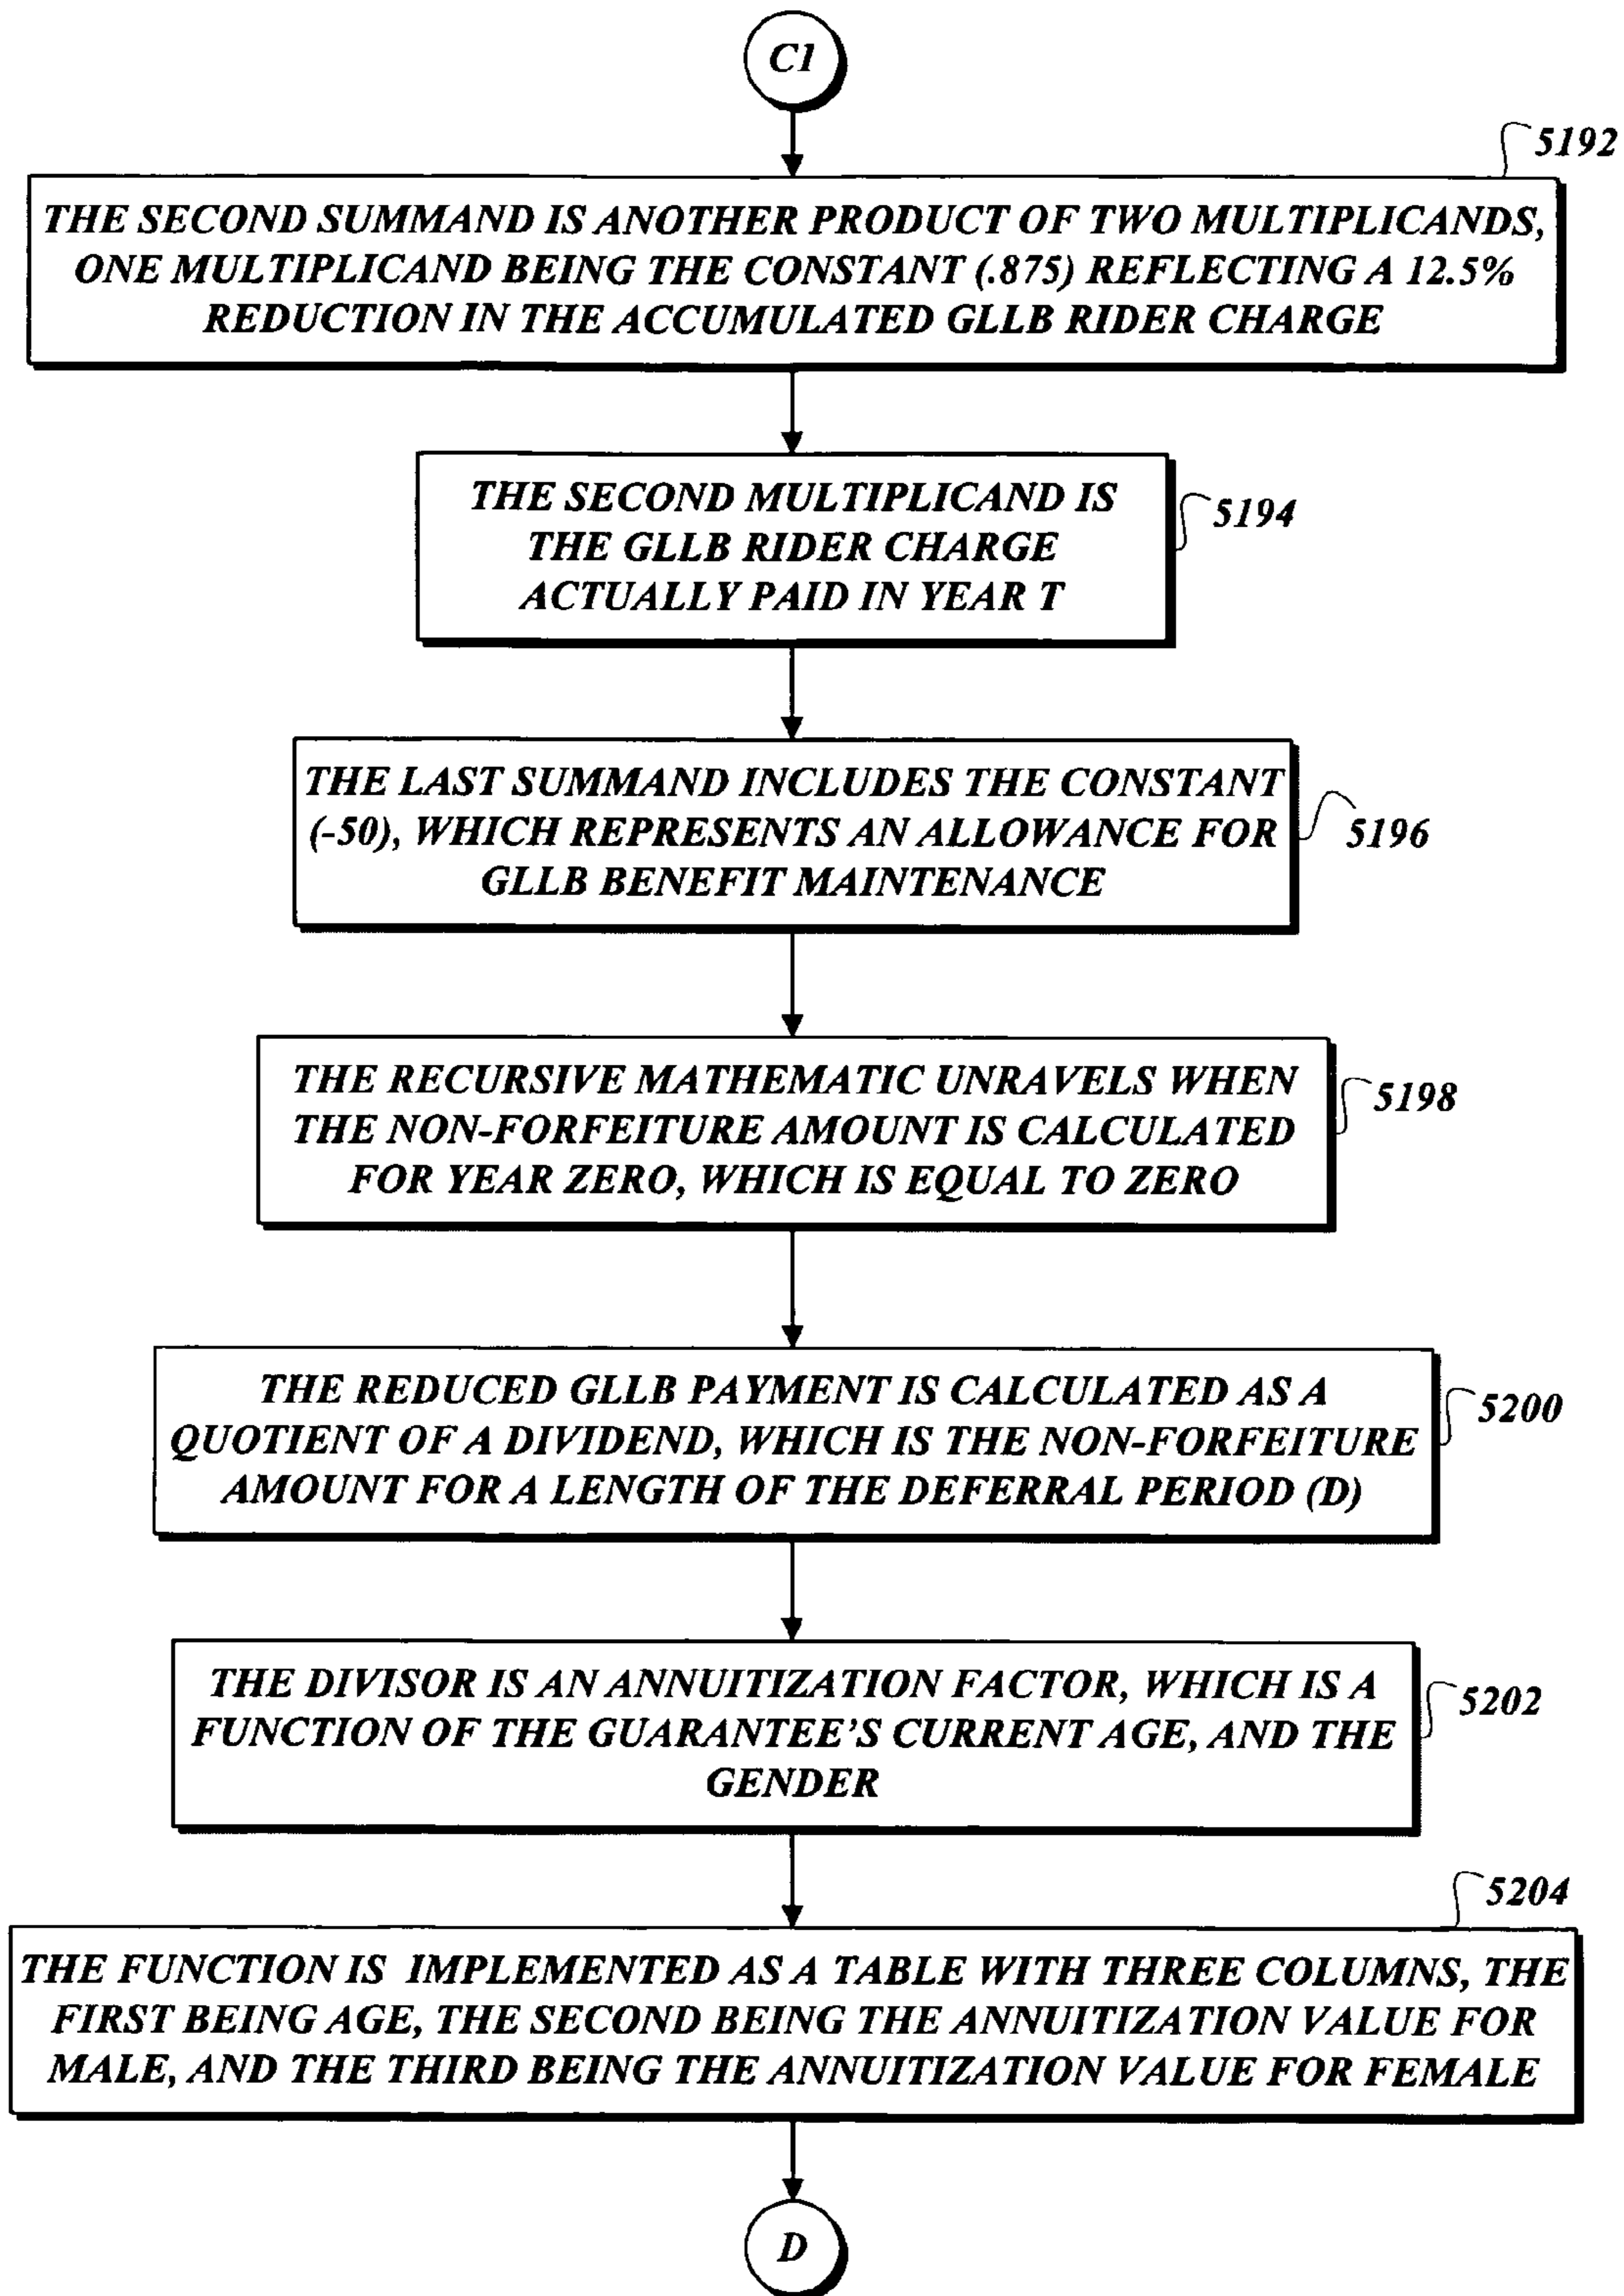 C1
5192
THE SECOND SUMMAND IS ANOTHER PRODUCT OF TWO MULTIPLICANDS,
ONE MULTIPLICAND BEING THE CONSTANT (.875) REFLECTING A 12.5%
REDUCTION IN THE ACCUMULATED GLLB RIDER CHARGE
THE SECOND MULTIPLICAND IS
THE GLLB RIDER CHARGE
ACTUALLY PAID IN YEAR T
5194
THE LAST SUMMAND INCLUDES THE CONSTANT
(-50), WHICH REPRESENTS AN ALLOWANCE FOR
GLLB BENEFIT MAINTENANCE
5196
THE RECURSIVE MATHEMATIC UNRAVELS WHEN
THE NON-FORFEITURE AMOUNT IS CALCULATED
FOR YEAR ZERO, WHICH IS EQUAL TO ZERO
5198
THE REDUCED GLLB PAYMENT IS CALCULATED AS A
QUOTIENT OF A DIVIDEND, WHICH IS THE NON-FORFEITURE
AMOUNT FOR A LENGTH OF THE DEFERRAL PERIOD (D)
5200
THE DIVISOR IS AN ANNUITIZATION FACTOR, WHICH IS A
FUNCTION OF THE GUARANTEE'S CURRENT AGE, AND THE
GENDER
5202
5204
THE FUNCTION IS IMPLEMENTED AS A TABLE WITH THREE COLUMNS, THE
FIRST BEING AGE, THE SECOND BEING THE ANNUITIZATION VALUE FOR
MALE, AND THE THIRD BEING THE ANNUITIZATION VALUE FOR FEMALE
D